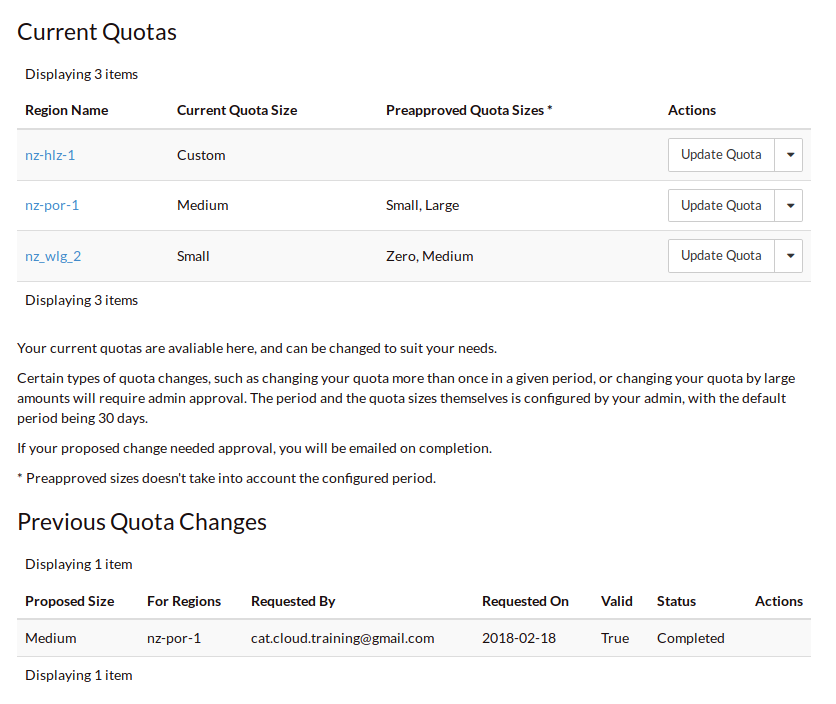 Current Quotas
Displaying 3 items
Region Name Current Quota Size Preapproved Quota Sizes * Actions
nz-hlz-1 Custom Update Quota
nz-por-1 Medium Small, Large Update Quota
nz_wlg_2 Small Zero, Medium Update Quota
Displaying 3 items
Your current quotas are avaliable here, and can be changed to suit your needs.
Certain types of quota changes, such as changing your quota more than once in a given period, or changing your quota by large
amounts will require admin approval. The period and the quota sizes themselves is configured by your admin, with the default
period being 30 days.
If your proposed change needed approval, you will be emailed on completion.
* Preapproved sizes doesn't take into account the configured period.
Previous Quota Changes
Displaying 1 item
Proposed Size For Regions Requested By Requested On Valid Status Actions
Medium nz-por-1 cat.cloud.training@gmail.com 2018-02-18 True Completed
Displaying 1 item